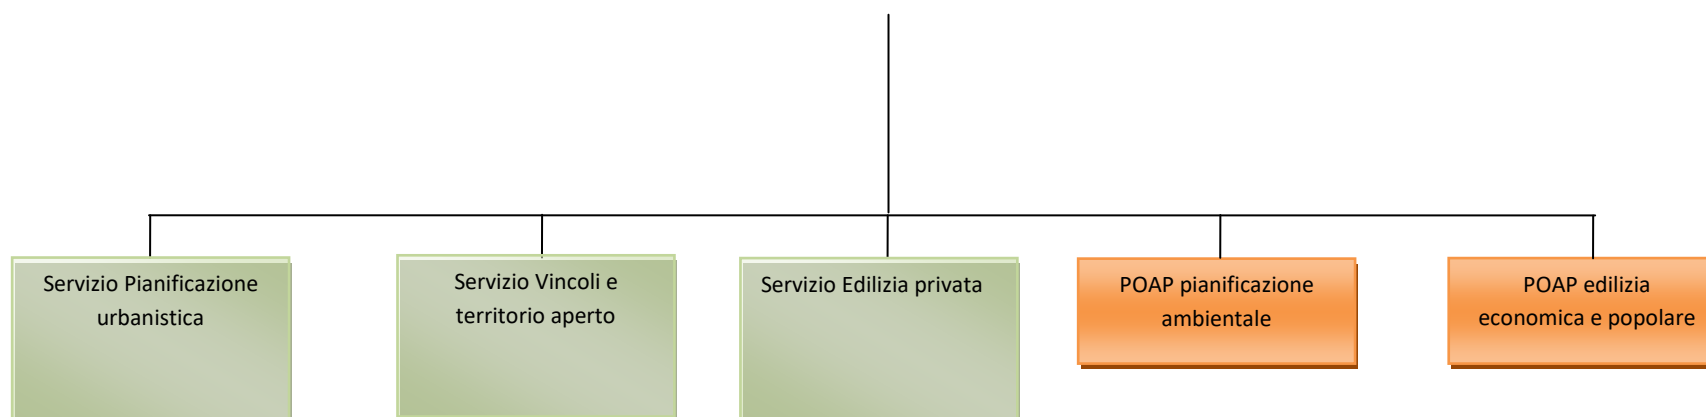 Servizio Pianificazione
urbanistica
Servizio Vincoli e
territorio aperto
Servizio Edilizia privata
POAP pianificazione
ambientale
POAP edilizia
economica e popolare